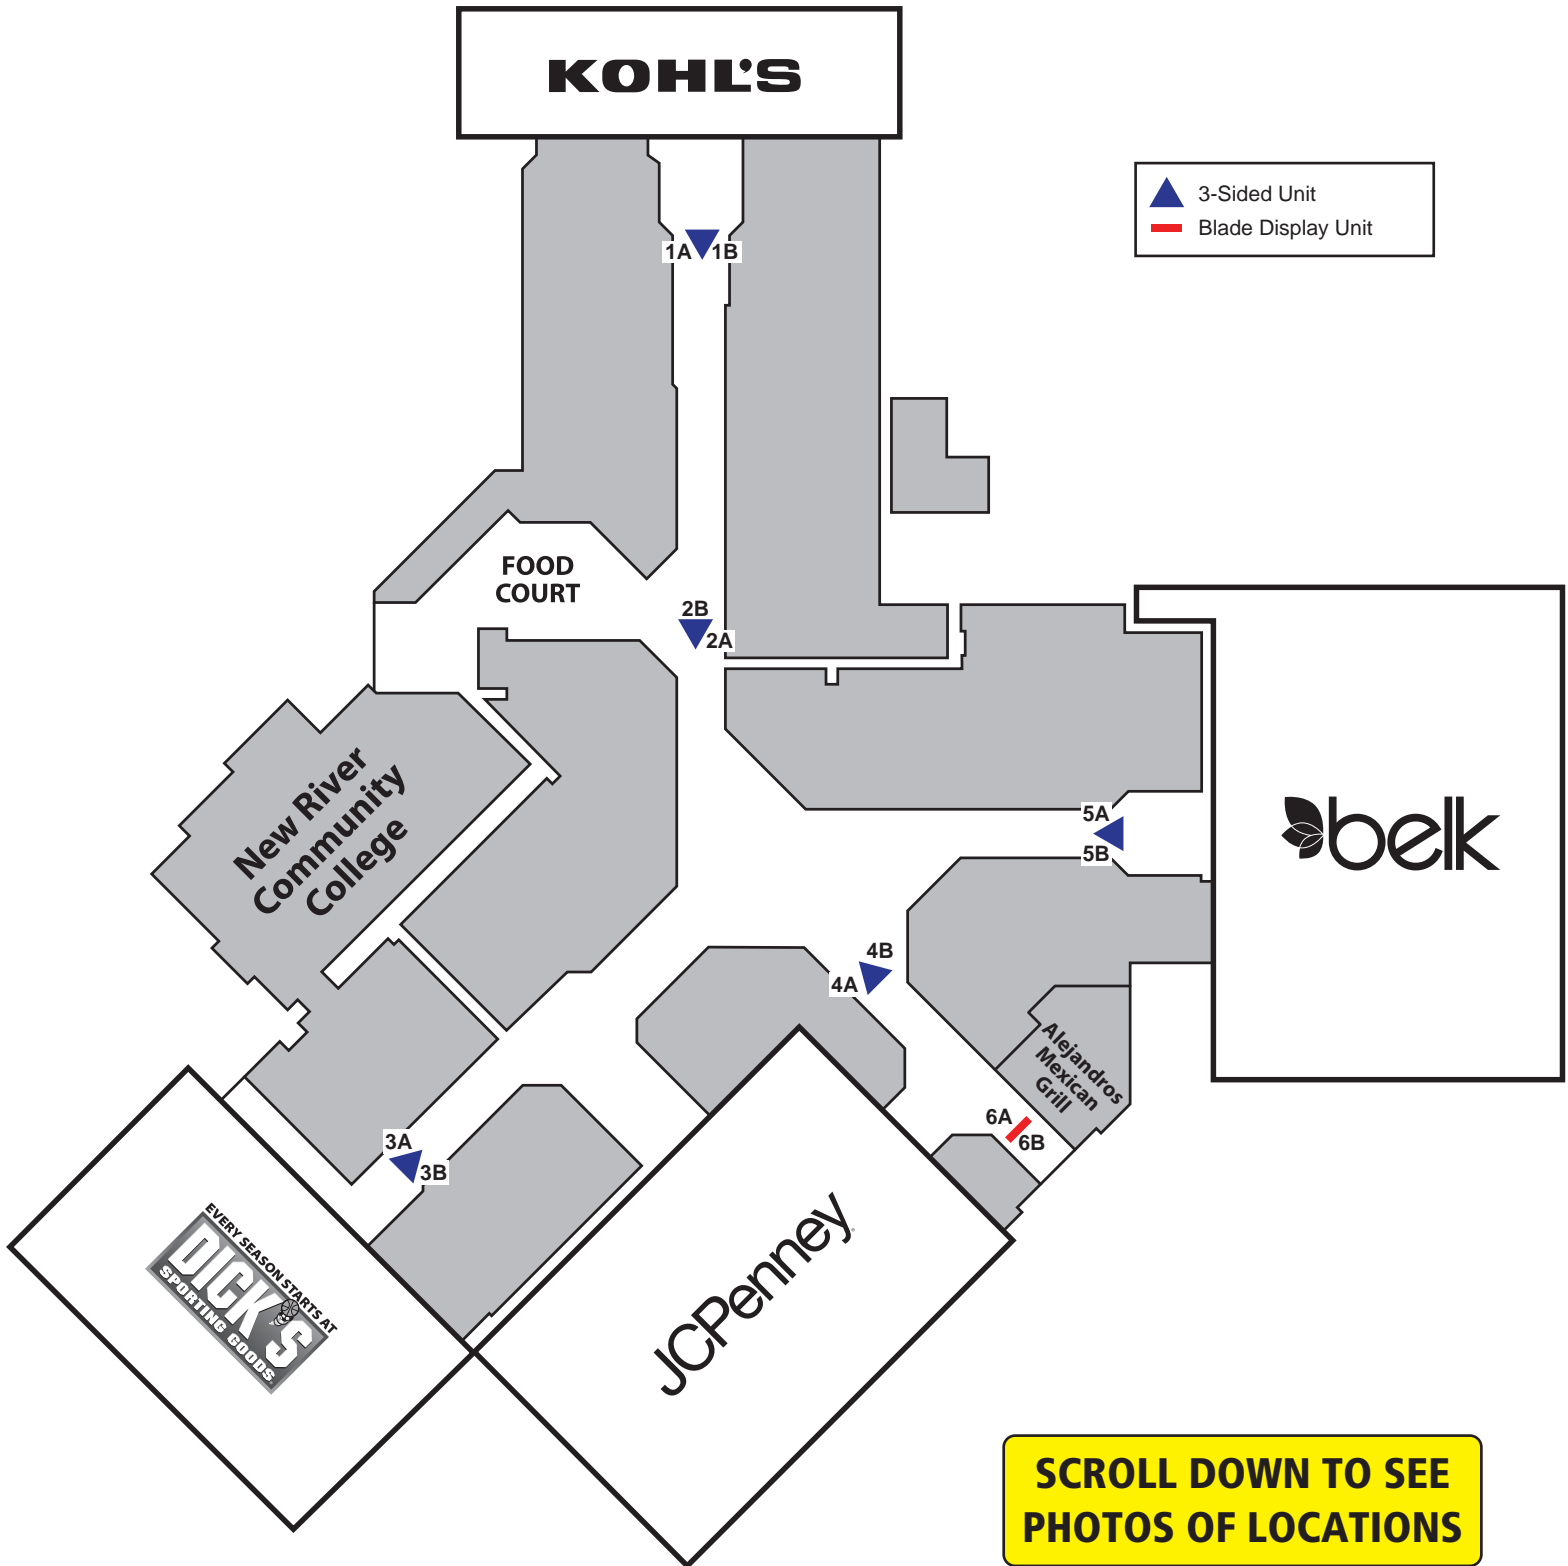 KOHL'S
3-Sided Unit
Blade Display Unit
1A
1B
FOOD
COURT
2B
2A
New River
Community
College
5A
5B
belk
4B
4A
Alejandros
Mexican
Grill
6A
6B
3A
3B
EVERY SEASON STARTS AT
DICK'S
SPORTING GOODS
JCPenney
SCROLL DOWN TO SEE
PHOTOS OF LOCATIONS